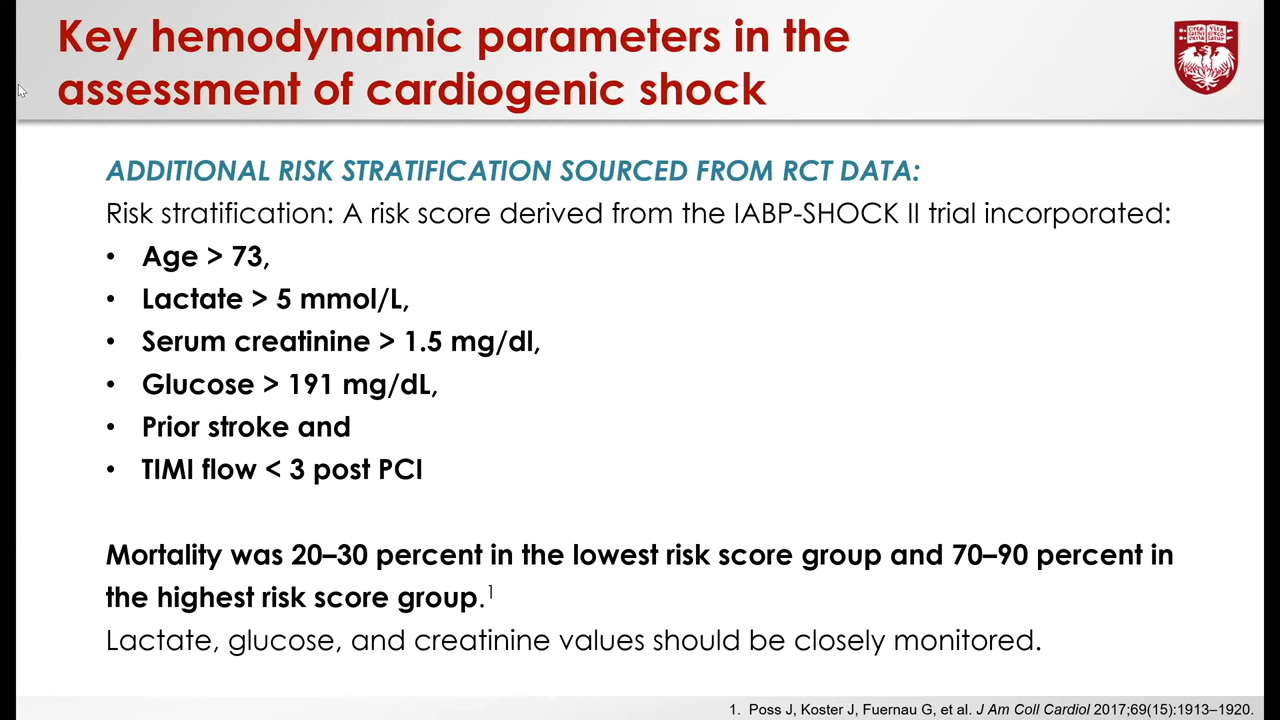 Key hemodynamic parameters in the
assessment of cardiogenic shock
ADDITIONAL RISK STRATIFICATION SOURCED FROM RCT DATA:
Risk stratification: A risk score derived from the IABP-SHOCK II trial incorporated:
• Age > 73,
• Lactate > 5 mmol/L,
• Serum creatinine > 1.5 mg/dl,
• Glucose > 191 mg/dL,
• Prior stroke and
• TIMI flow < 3 post PCI
Mortality was 20–30 percent in the lowest risk score group and 70–90 percent in
the highest risk score group.¹
Lactate, glucose, and creatinine values should be closely monitored.
1. Poss J, Koster J, Fuernau G, et al. J Am Coll Cardiol 2017;69(15):1913–1920.